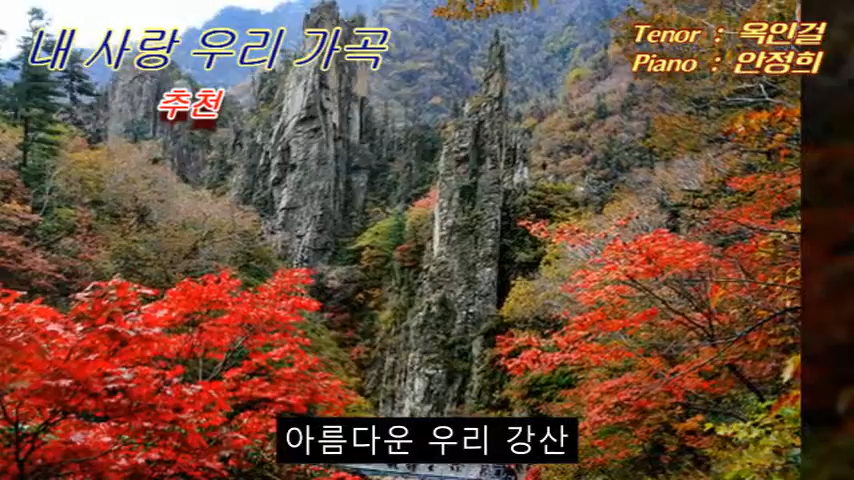 내 사랑 우리 가곡
추천
Tenor : 옥인걸
Piano : 안정희
아름다운 우리 강산